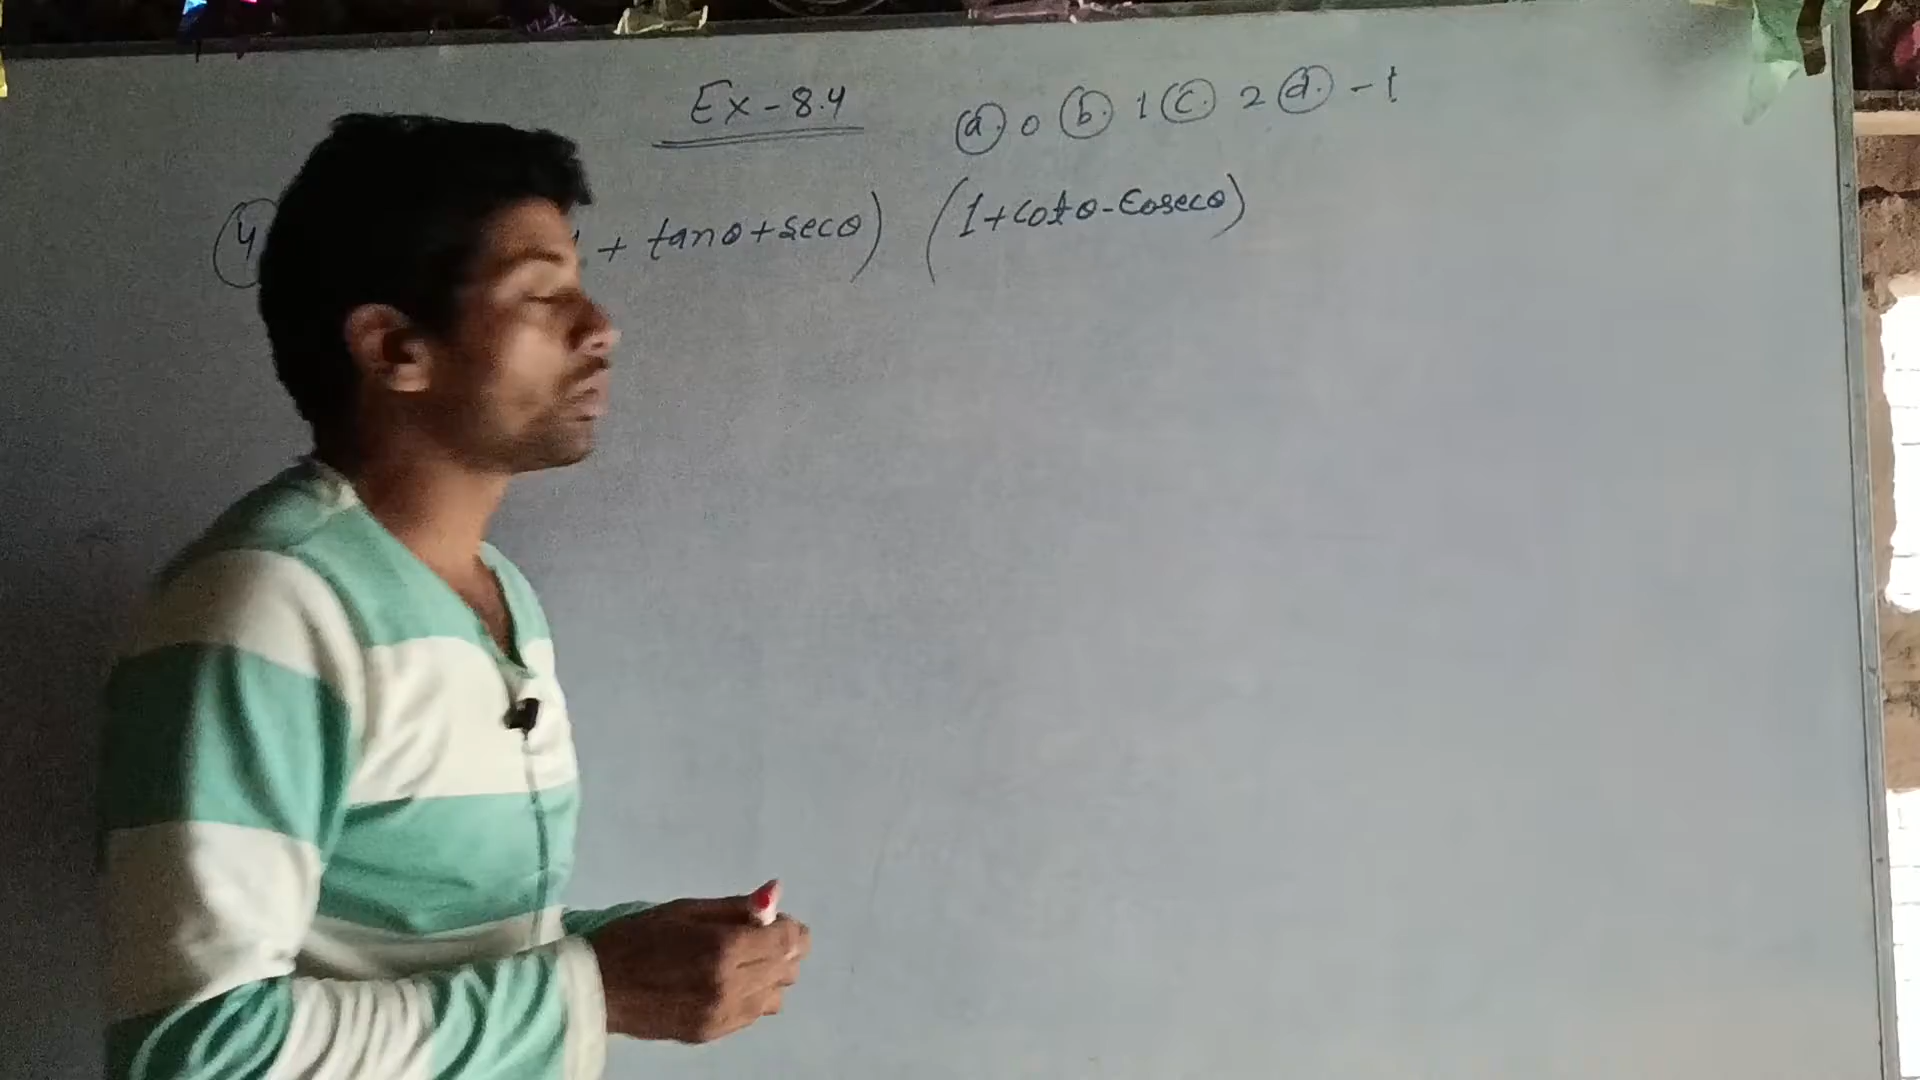 Ex-8.4
(a.) 0 (b.) 1 (c.) 2 (d.) -1
(4 + tanθ+secθ) (1+cotθ-Cosecθ)